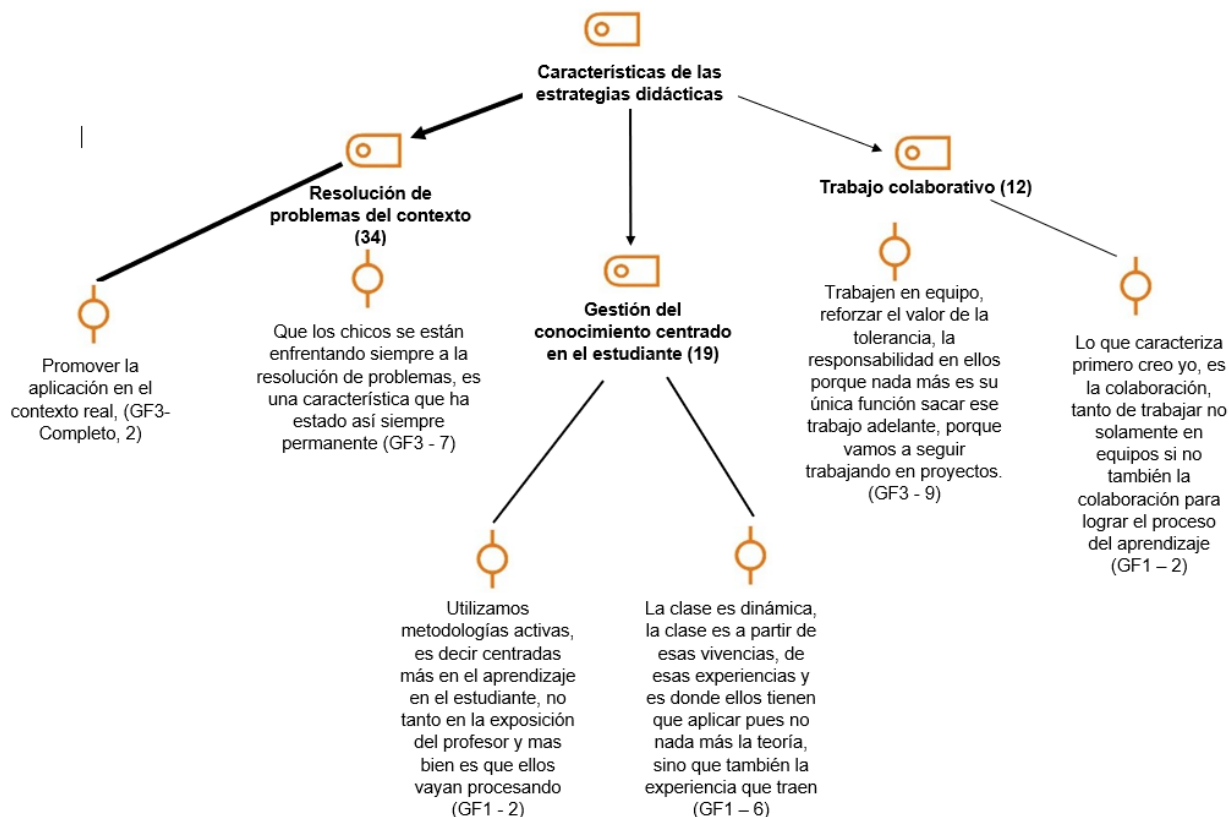 Características de las
estrategias didácticas
Resolución de
problemas del contexto
(34)
Trabajo colaborativo (12)
Gestión del
conocimiento centrado
en el estudiante (19)
Promover la
aplicación en el
contexto real, (GF3-
Completo, 2)
Que los chicos se están
enfrentando siempre a la
resolución de problemas, es
una característica que ha
estado así siempre
permanente (GF3 - 7)
Trabajen en equipo,
reforzar el valor de la
tolerancia, la
responsabilidad en ellos
porque nada más es su
única función sacar ese
trabajo adelante, porque
vamos a seguir
trabajando en proyectos.
(GF3 - 9)
Lo que caracteriza
primero creo yo, es
la colaboración,
tanto de trabajar no
solamente en
equipos si no
también la
colaboración para
lograr el proceso
del aprendizaje
(GF1 – 2)
Utilizamos
metodologías activas,
es decir centradas
más en el aprendizaje
en el estudiante, no
tanto en la exposición
del profesor y mas
bien es que ellos
vayan procesando
(GF1 - 2)
La clase es dinámica,
la clase es a partir de
esas vivencias, de
esas experiencias y
es donde ellos tienen
que aplicar pues no
nada más la teoría,
sino que también la
experiencia que traen
(GF1 – 6)